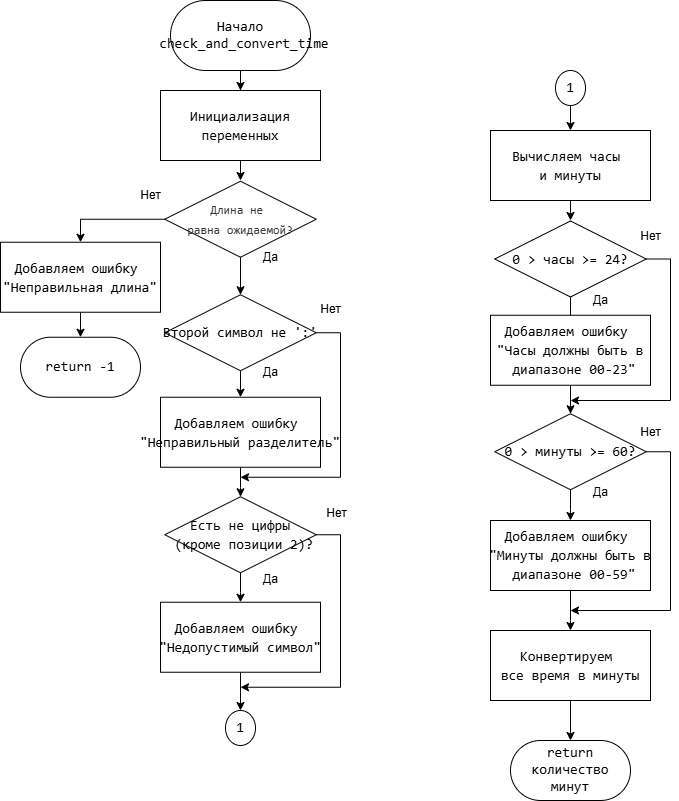 Начало
check_and_convert_time
Инициализация
переменных
Нет
Длина не
равна ожидаемой?
Да
Добавляем ошибку
"Неправильная длина"
return -1
Второй символ не ':'
Нет
Да
Добавляем ошибку
"Неправильный разделитель"
Есть не цифры
(кроме позиции 2)?
Нет
Да
Добавляем ошибку
"Недопустимый символ"
1
1
Вычисляем часы
и минуты
0 > часы >= 24?
Нет
Да
Добавляем ошибку
"Часы должны быть в
диапазоне 00-23"
0 > минуты >= 60?
Нет
Да
Добавляем ошибку
"Минуты должны быть в
диапазоне 00-59"
Конвертируем
все время в минуты
return
количество
минут